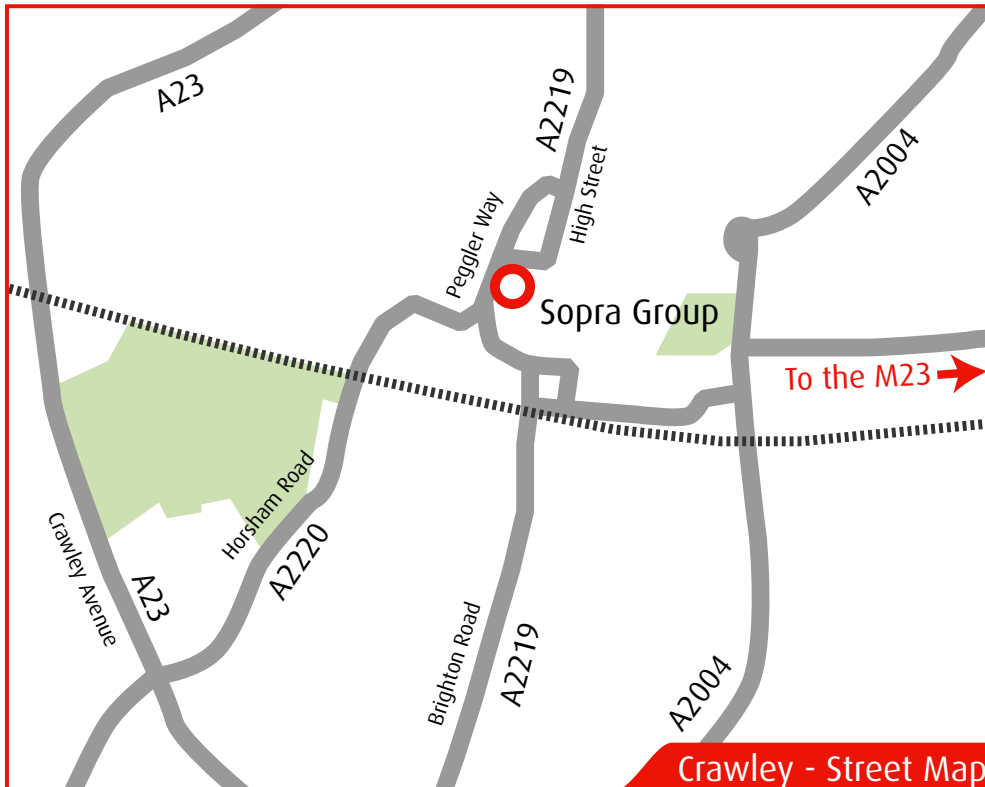 A23
A2219
High Street
A2004
Peggler Way
Sopra Group
To the M23
Horsham Road
A2220
Crawley Avenue
A23
Brighton Road
A2219
A2004
Crawley - Street Map